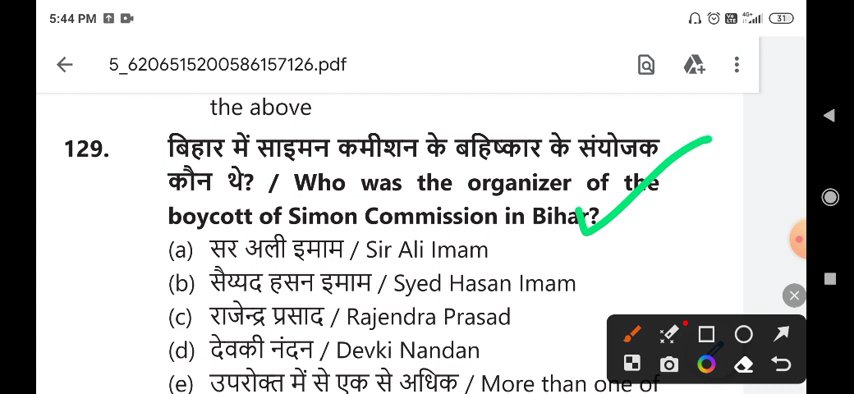 5:44 PM
4G+
31
5_6206515200586157126.pdf
the above
129. बिहार में साइमन कमीशन के बहिष्कार के संयोजक
कौन थे? / Who was the organizer of the
boycott of Simon Commission in Bihar?
(a) सर अली इमाम / Sir Ali Imam
(b) सैय्यद हसन इमाम / Syed Hasan Imam
(c) राजेन्द्र प्रसाद / Rajendra Prasad
(d) देवकी नंदन / Devki Nandan
(e) उपरोक्त में से एक से अधिक / More than one of